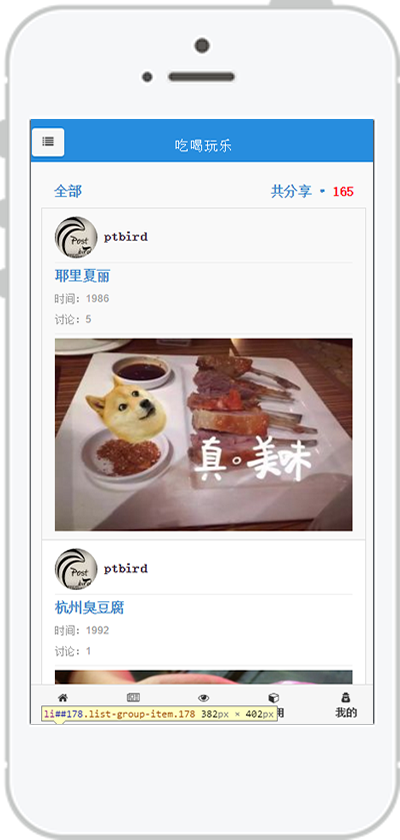 吃喝玩乐
全部 共分享 · 165
ptbird
耶里夏丽
时间: 1986
讨论: 5
真。美味
ptbird
杭州臭豆腐
时间: 1992
讨论: 1
我的
li##178.list-group-item.178 382px × 402px